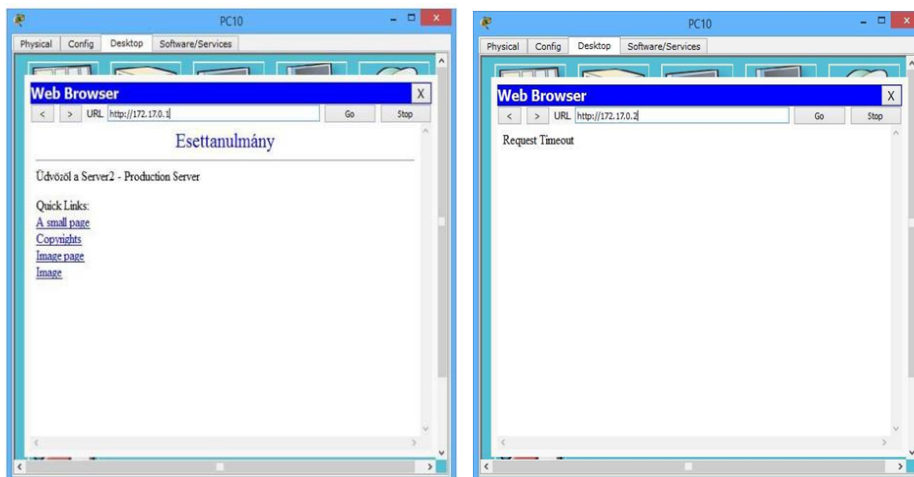 PC10
Physical Config Desktop Software/Services
Web Browser X
< > URL http://172.17.0.1 Go Stop
Esettanulmány
Üdvözöl a Server2 - Production Server
Quick Links:
A small page
Copyrights
Image page
Image
PC10
Physical Config Desktop Software/Services
Web Browser X
< > URL http://172.17.0.2 Go Stop
Request Timeout